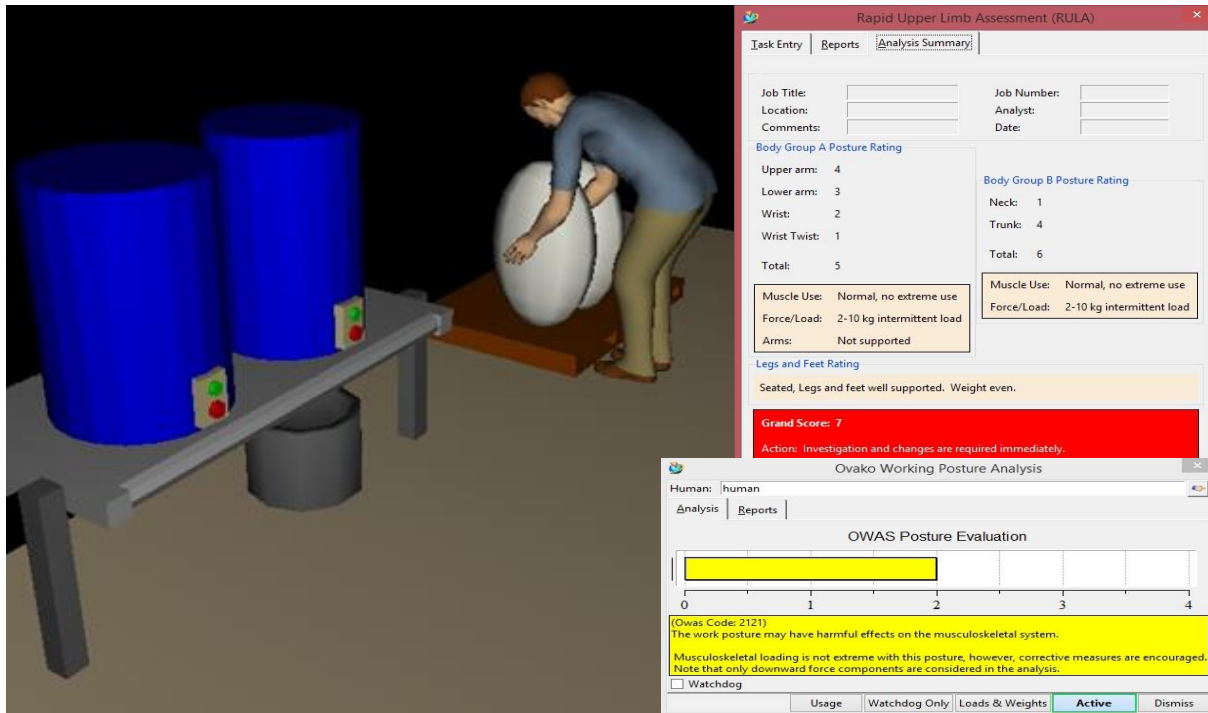 Rapid Upper Limb Assessment (RULA)
Task Entry Reports Analysis Summary
Job Title: Job Number:
Location: Analyst:
Comments: Date:
Body Group A Posture Rating
Upper arm: 4
Lower arm: 3
Wrist: 2
Wrist Twist: 1
Total: 5
Muscle Use: Normal, no extreme use
Force/Load: 2-10 kg intermittent load
Arms: Not supported
Body Group B Posture Rating
Neck: 1
Trunk: 4
Total: 6
Muscle Use: Normal, no extreme use
Force/Load: 2-10 kg intermittent load
Legs and Feet Rating
Seated, Legs and feet well supported. Weight even.
Grand Score: 7
Action: Investigation and changes are required immediately.
Ovako Working Posture Analysis
Human: human
Analysis Reports
OWAS Posture Evaluation
0 1 2 3 4
(Owas Code: 2121)
The work posture may have harmful effects on the musculoskeletal system.
Musculoskeletal loading is not extreme with this posture, however, corrective measures are encouraged.
Note that only downward force components are considered in the analysis.
Watchdog
Usage Watchdog Only Loads & Weights Active Dismiss